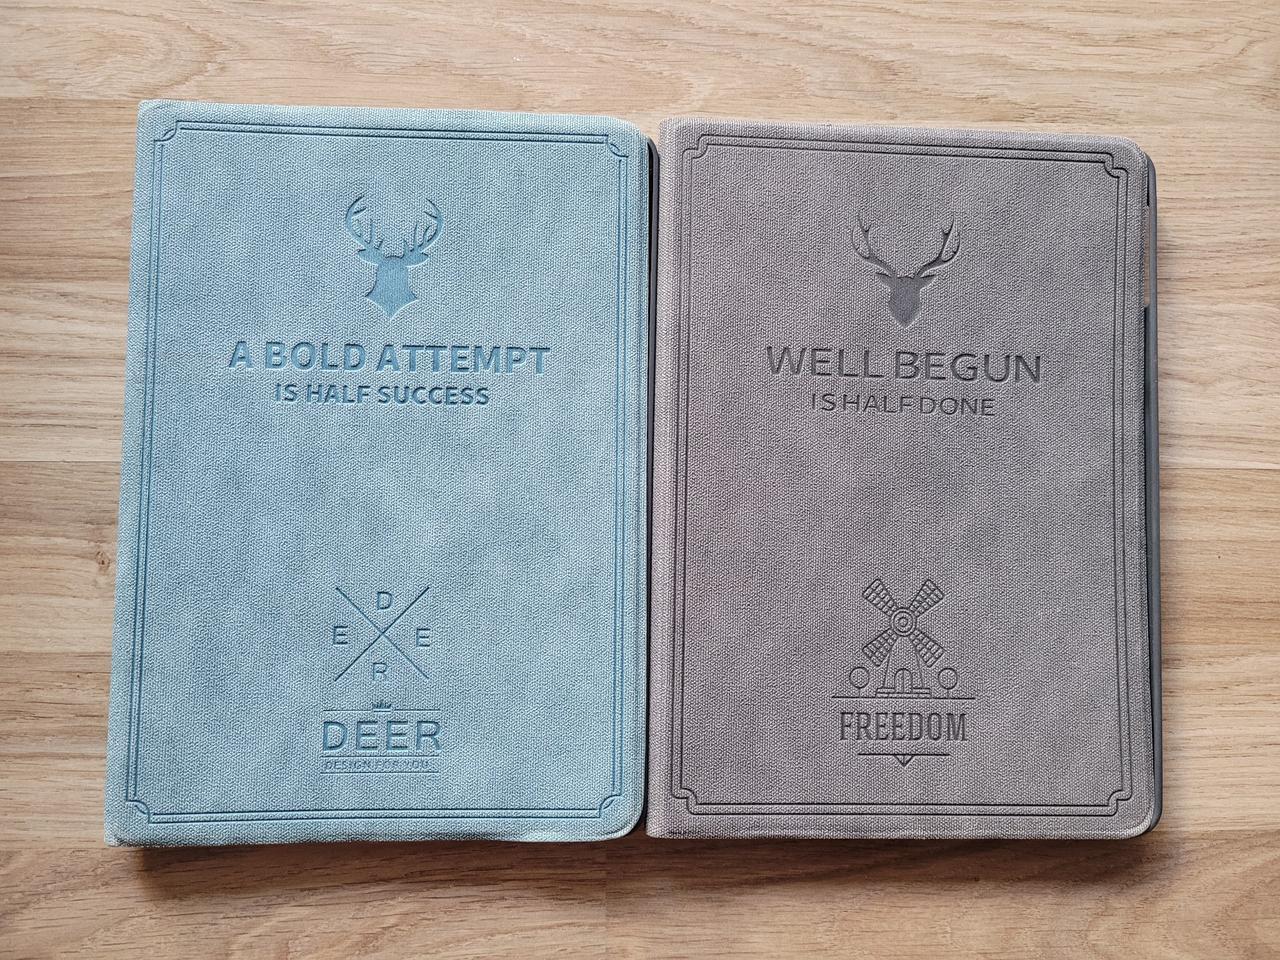 A BOLD ATTEMPT
IS HALF SUCCESS
D
E E
R
DEER
DESIGN FOR YOU
WELL BEGUN
IS HALF DONE
FREEDOM